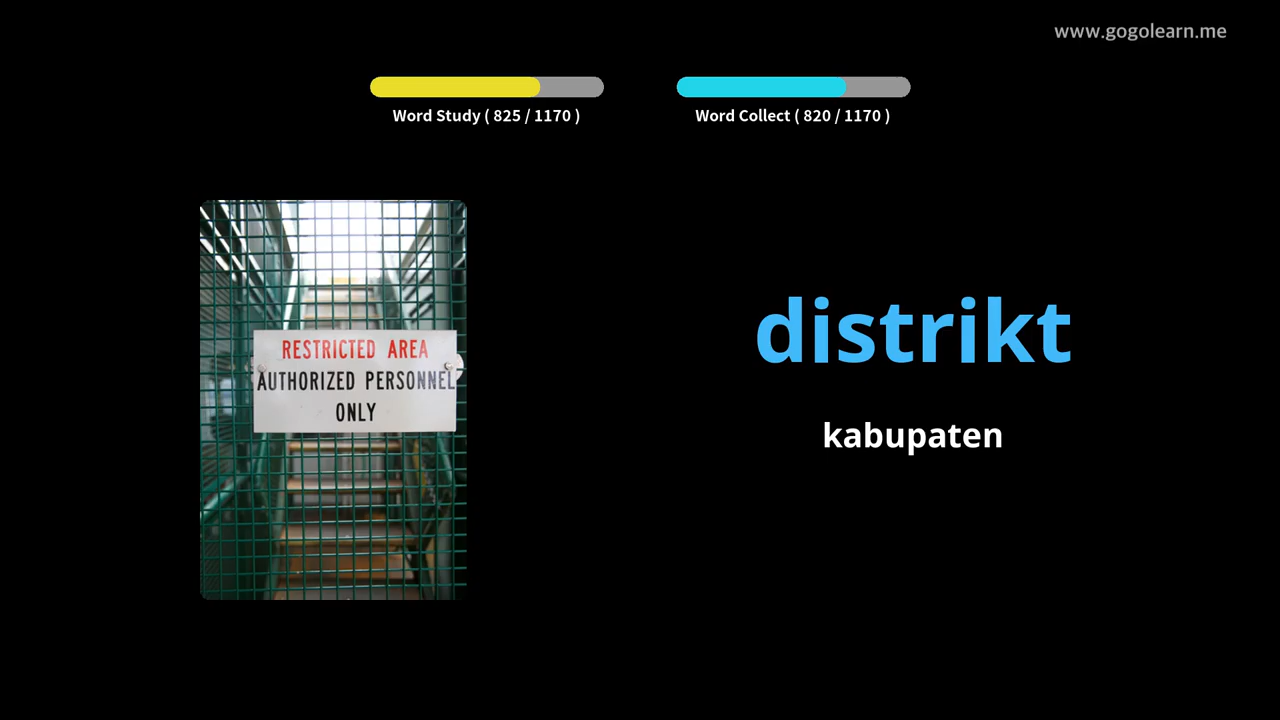 www.gogolearn.me
Word Study ( 825 / 1170 )
Word Collect ( 820 / 1170 )
RESTRICTED AREA
AUTHORIZED PERSONNEL
ONLY
distrikt
kabupaten